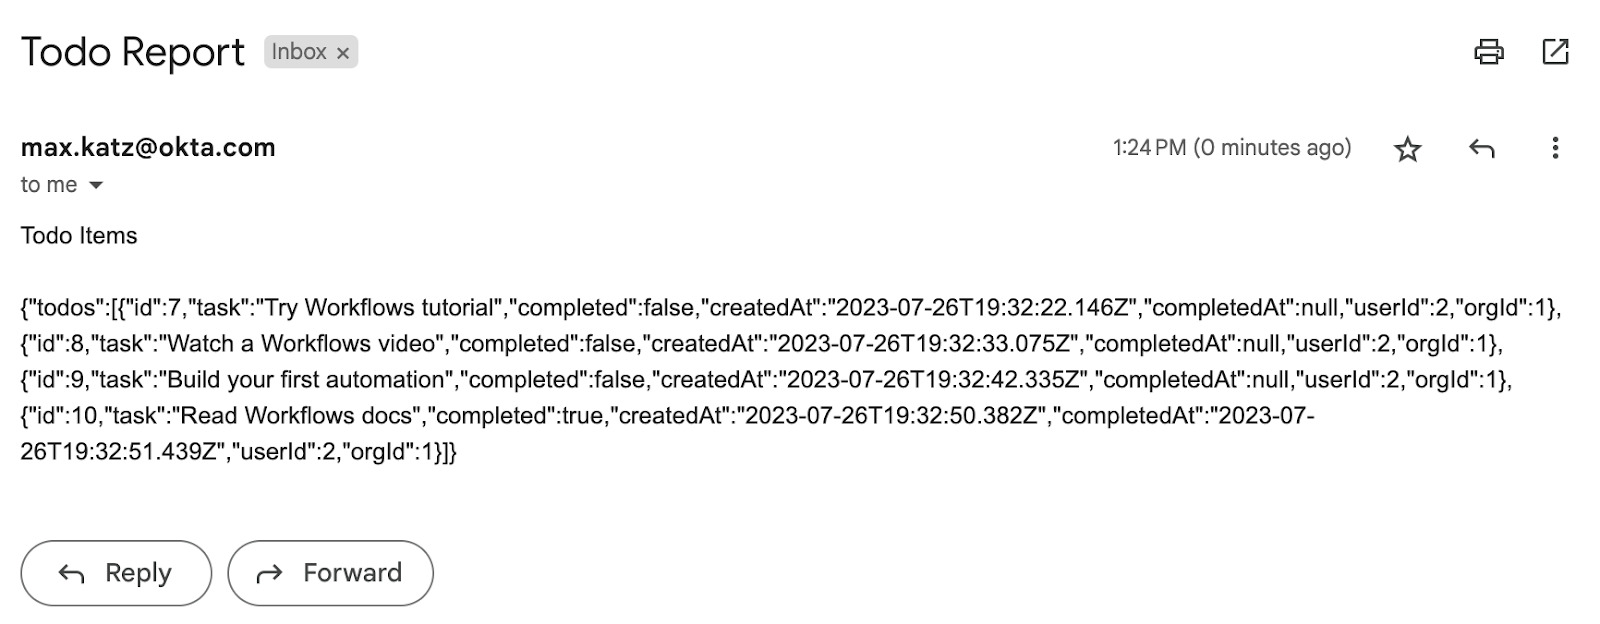 Todo Report Inbox ×
max.katz@okta.com 1:24 PM (0 minutes ago)
to me
Todo Items
{"todos":[{"id":7,"task":"Try Workflows tutorial","completed":false,"createdAt":"2023-07-26T19:32:22.146Z","completedAt":null,"userId":2,"orgId":1},
{"id":8,"task":"Watch a Workflows video","completed":false,"createdAt":"2023-07-26T19:32:33.075Z","completedAt":null,"userId":2,"orgId":1},
{"id":9,"task":"Build your first automation","completed":false,"createdAt":"2023-07-26T19:32:42.335Z","completedAt":null,"userId":2,"orgId":1},
{"id":10,"task":"Read Workflows docs","completed":true,"createdAt":"2023-07-26T19:32:50.382Z","completedAt":"2023-07-
26T19:32:51.439Z","userId":2,"orgId":1}]}
Reply Forward